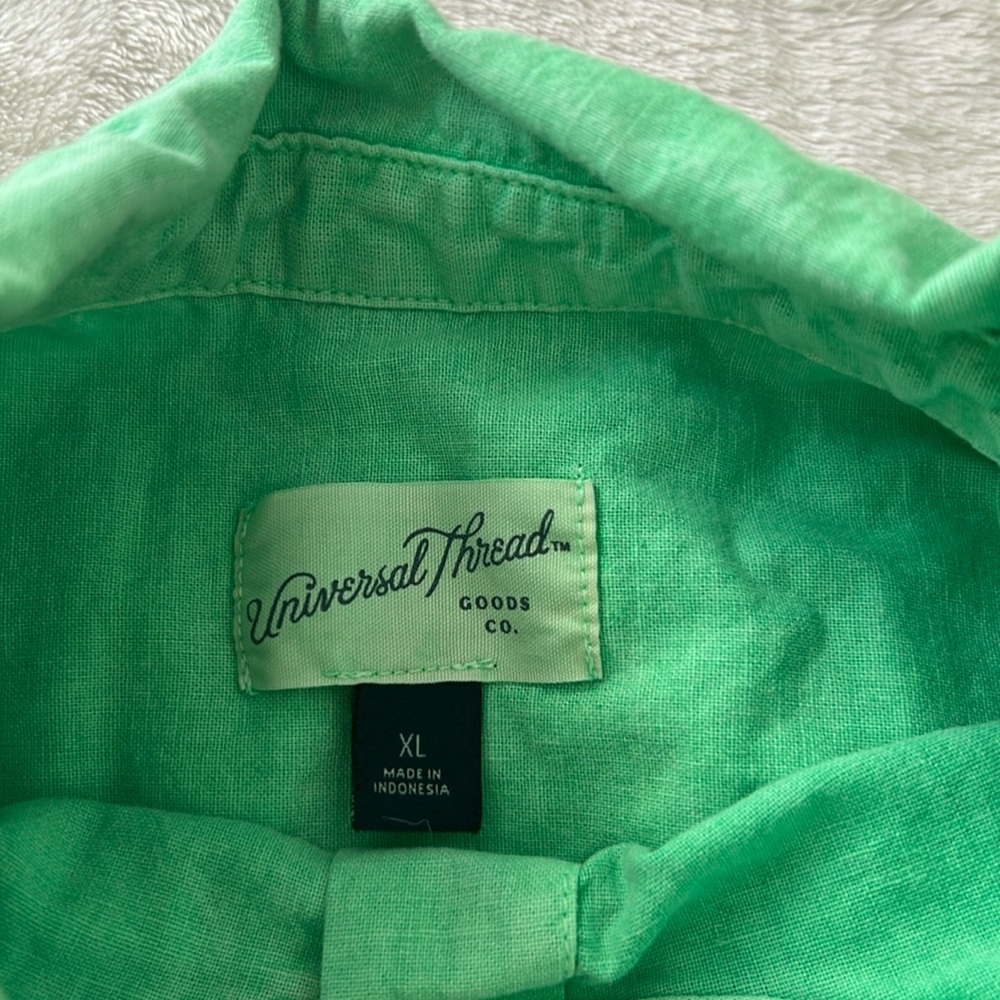 Universal Thread™
GOODS
CO.
XL
MADE IN
INDONESIA